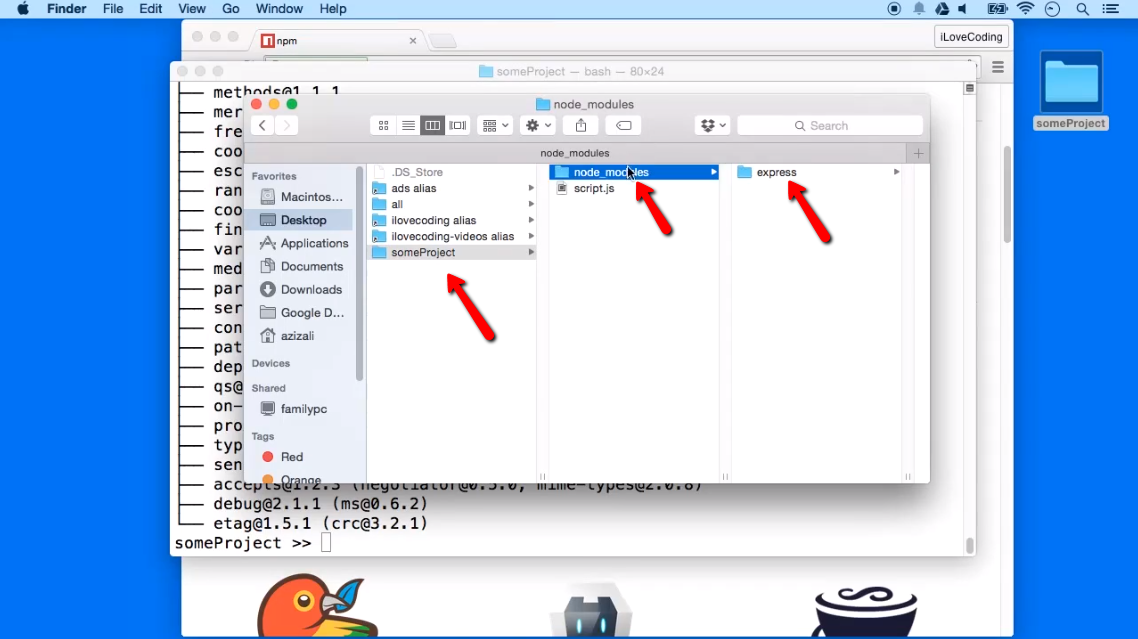 Finder File Edit View Go Window Help
npm
iLoveCoding
someProject — bash — 80×24
someProject
├── methods@1.1.1
├── mer
├── fre
├── coo
├── esc
├── ran
├── coo
├── fin
├── var
├── med
├── par
├── ser
├── con
├── pat
├── dep
├── qs@
├── on-
├── pro
├── typ
├── sen
├── accepts@1.2.3 (negotiator@0.5.0, mime-types@2.0.8)
├── debug@2.1.1 (ms@0.6.2)
└── etag@1.5.1 (crc@3.2.1)
someProject >>
node_modules
Search
node_modules
Favorites
Macintos...
Desktop
Applications
Documents
Downloads
Google D...
azizali
Devices
Shared
familypc
Tags
Red
Orange
.DS_Store
ads alias
all
ilovecoding alias
ilovecoding-videos alias
someProject
node_modules
script.js
express